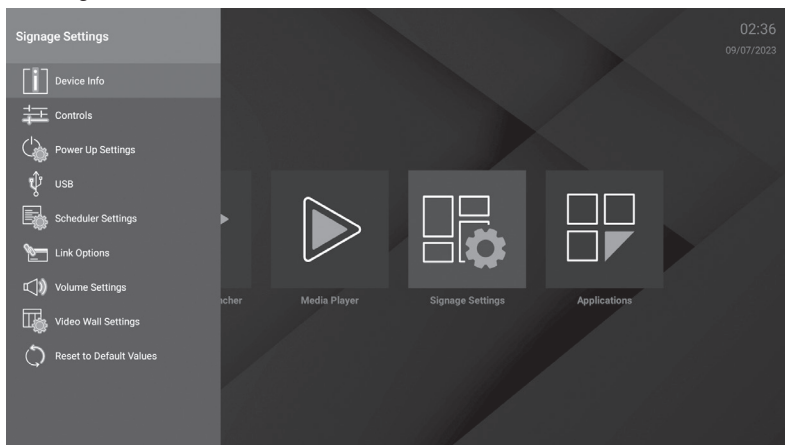 Signage Settings
Device Info
Controls
Power Up Settings
USB
Scheduler Settings
Link Options
Volume Settings
Video Wall Settings
Reset to Default Values
02:36
09/07/2023
ncher
Media Player
Signage Settings
Applications